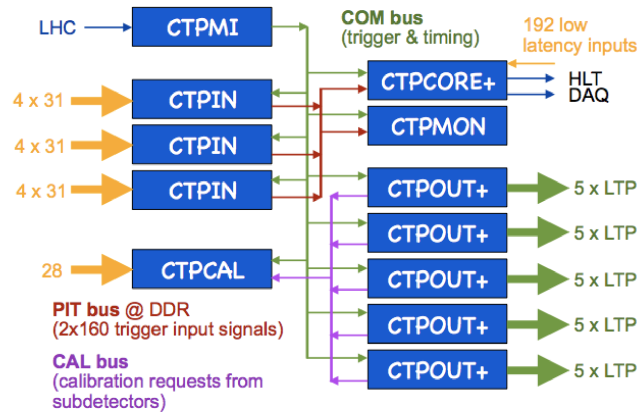 LHC
CTPMI
COM bus
(trigger & timing)
192 low
latency inputs
CTPCORE+
HLT
DAQ
4 x 31
CTPIN
CTPMON
4 x 31
CTPIN
4 x 31
CTPIN
CTPOUT+
5 x LTP
CTPOUT+
5 x LTP
28
CTPCAL
CTPOUT+
5 x LTP
PIT bus @ DDR
(2x160 trigger input signals)
CTPOUT+
5 x LTP
CAL bus
(calibration requests from
subdetectors)
CTPOUT+
5 x LTP